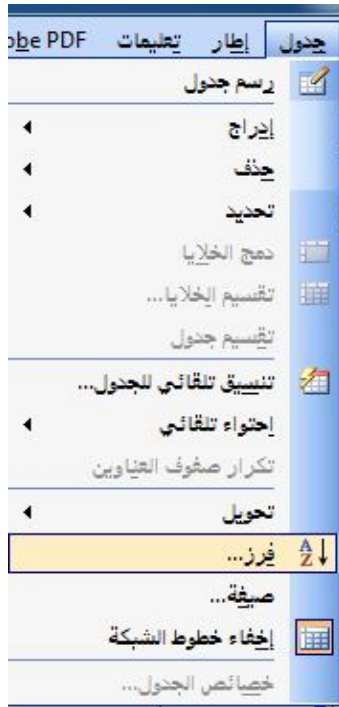 جدول إطار تعليمات obe PDF
رسم جدول
إدراج
حذف
تحديد
دمج الخلايا
تقسيم الخلايا...
تقسيم جدول
تنسيق تلقائي للجدول...
احتواء تلقائي
تكرار صفوف العناوين
تحويل
فرز...
صيغة...
إخفاء خطوط الشبكة
خصائص الجدول...